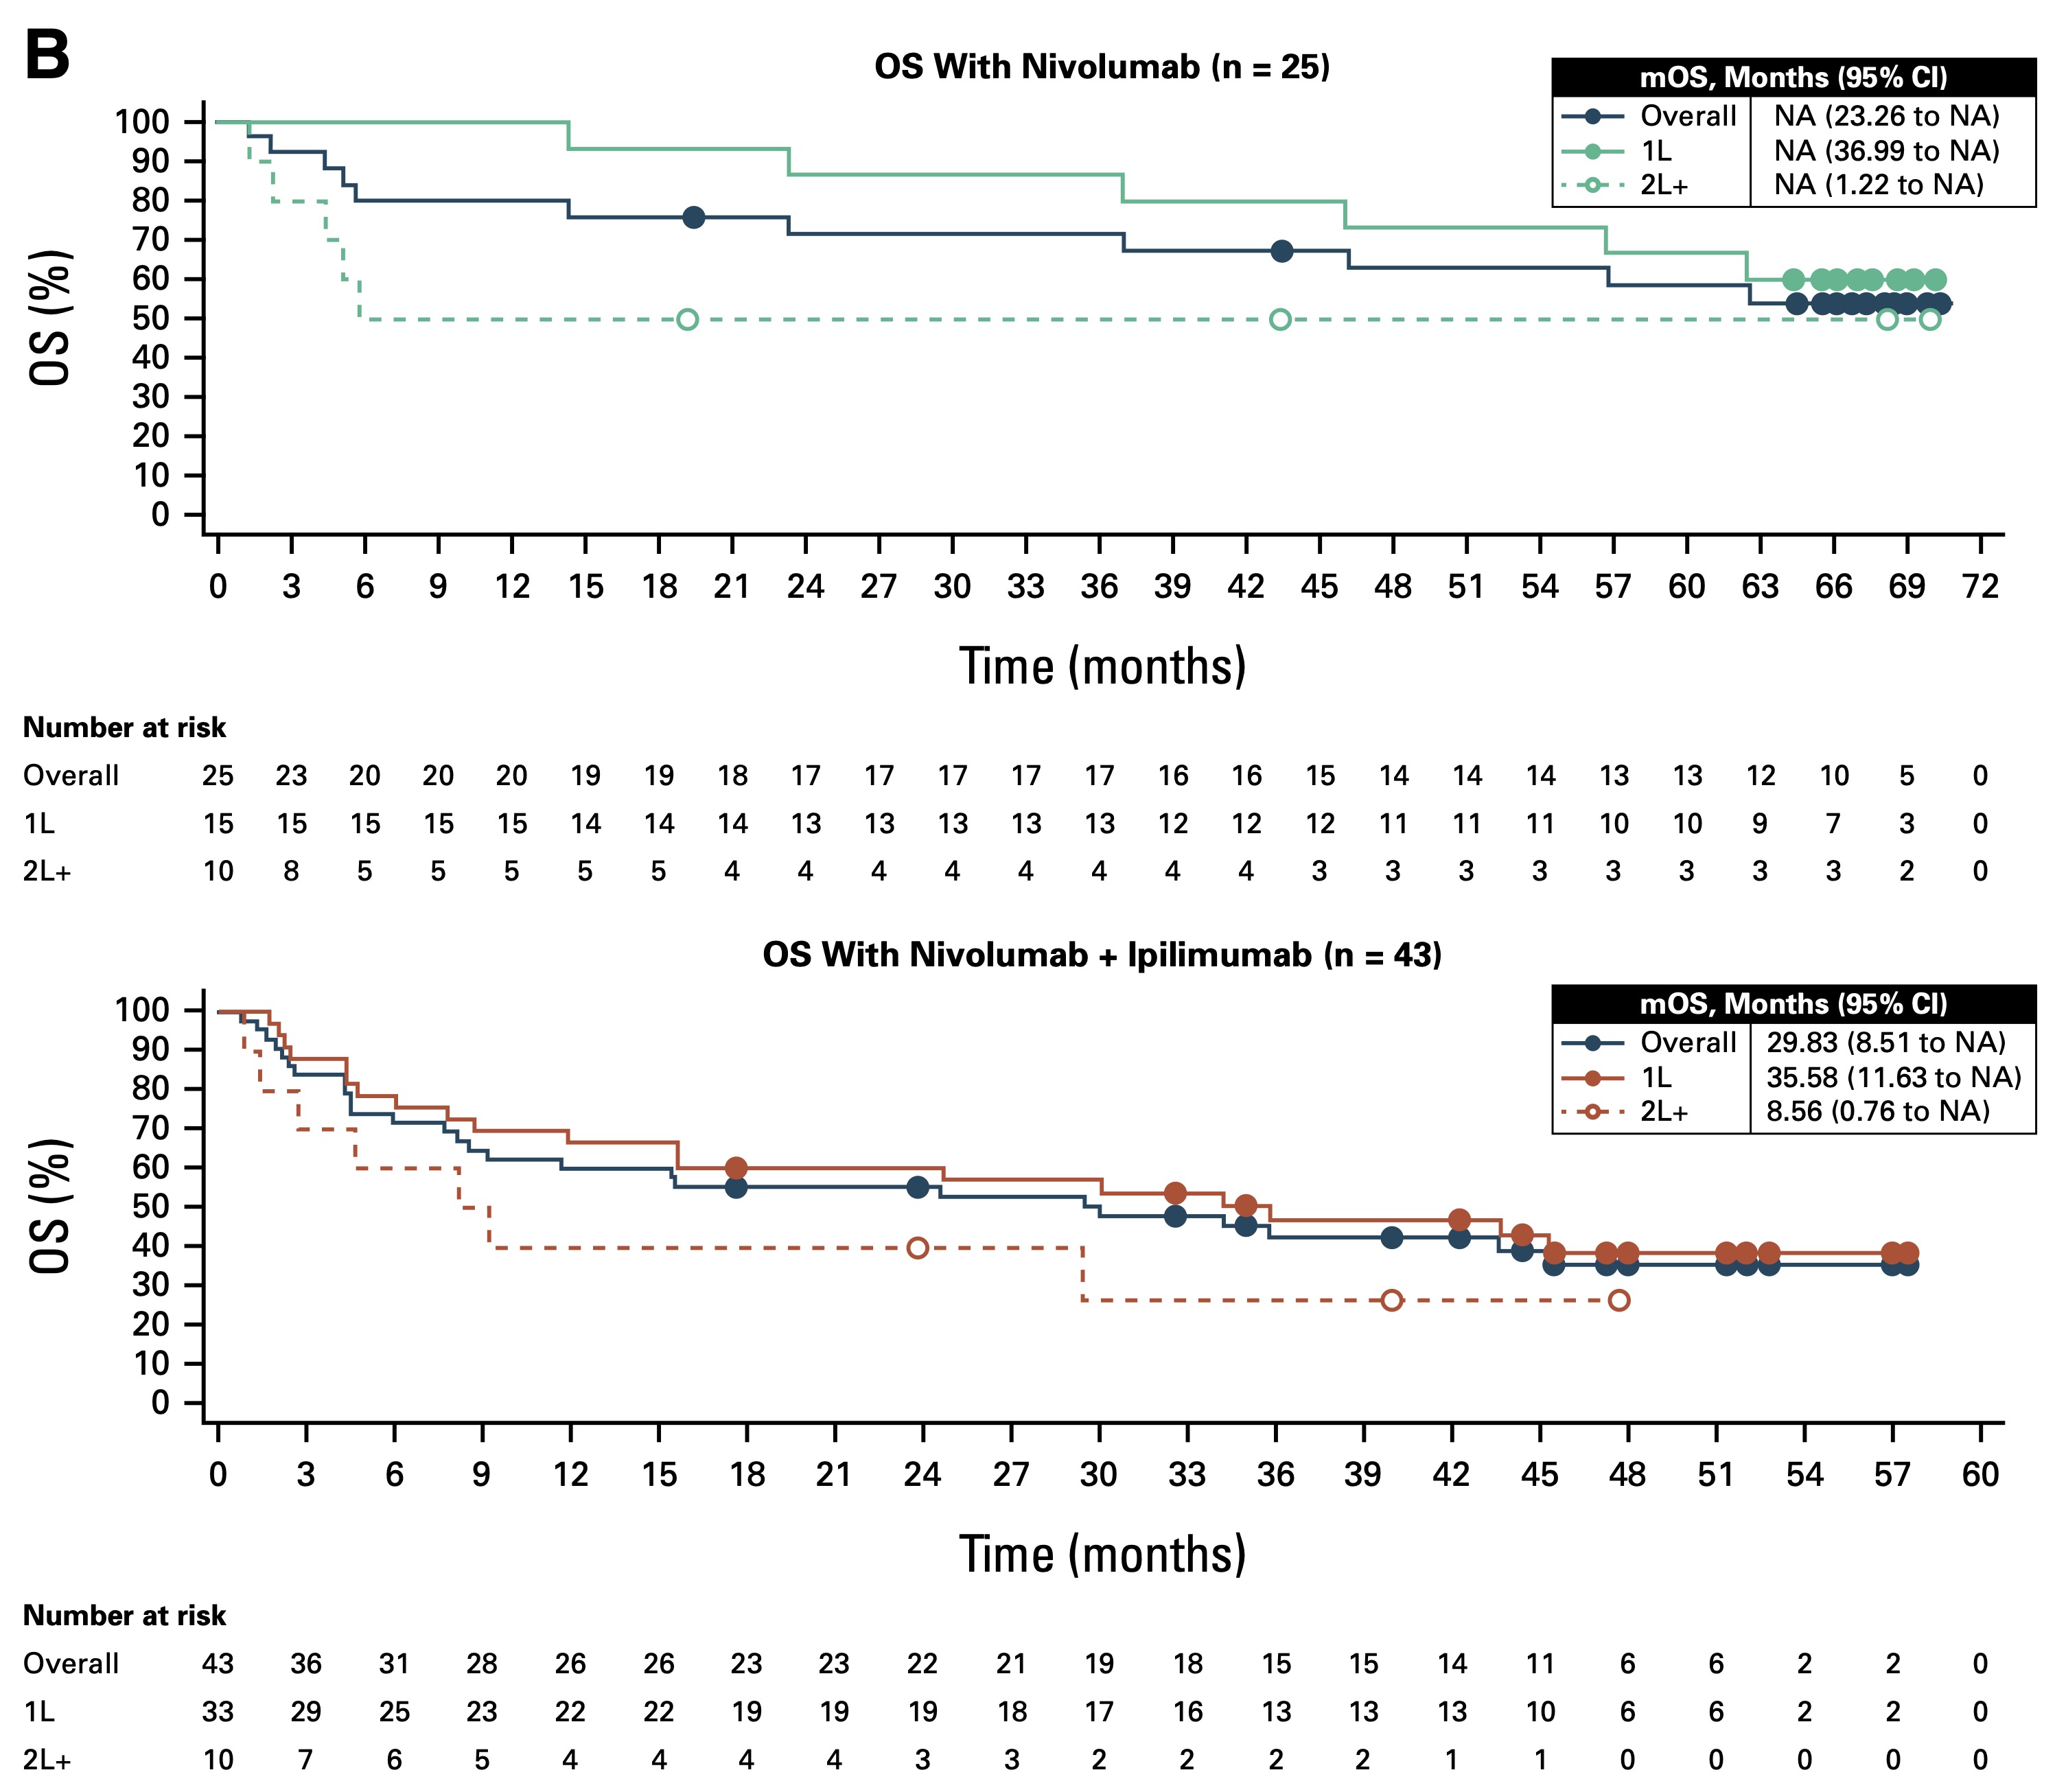 B
OS With Nivolumab (n = 25)
mOS, Months (95% CI)
Overall NA (23.26 to NA)
1L NA (36.99 to NA)
2L+ NA (1.22 to NA)
OS (%)
100
90
80
70
60
50
40
30
20
10
0
0 3 6 9 12 15 18 21 24 27 30 33 36 39 42 45 48 51 54 57 60 63 66 69 72
Time (months)
Number at risk
Overall 25 23 20 20 20 19 19 18 17 17 17 17 17 16 16 15 14 14 14 13 13 12 10 5 0
1L 15 15 15 15 15 14 14 14 13 13 13 13 13 12 12 12 11 11 11 10 10 9 7 3 0
2L+ 10 8 5 5 5 5 5 4 4 4 4 4 4 4 4 3 3 3 3 3 3 3 3 2 0
OS With Nivolumab + Ipilimumab (n = 43)
mOS, Months (95% CI)
Overall 29.83 (8.51 to NA)
1L 35.58 (11.63 to NA)
2L+ 8.56 (0.76 to NA)
OS (%)
100
90
80
70
60
50
40
30
20
10
0
0 3 6 9 12 15 18 21 24 27 30 33 36 39 42 45 48 51 54 57 60
Time (months)
Number at risk
Overall 43 36 31 28 26 26 23 23 22 21 19 18 15 15 14 11 6 6 2 2 0
1L 33 29 25 23 22 22 19 19 19 18 17 16 13 13 13 10 6 6 2 2 0
2L+ 10 7 6 5 4 4 4 4 3 3 2 2 2 2 1 1 0 0 0 0 0